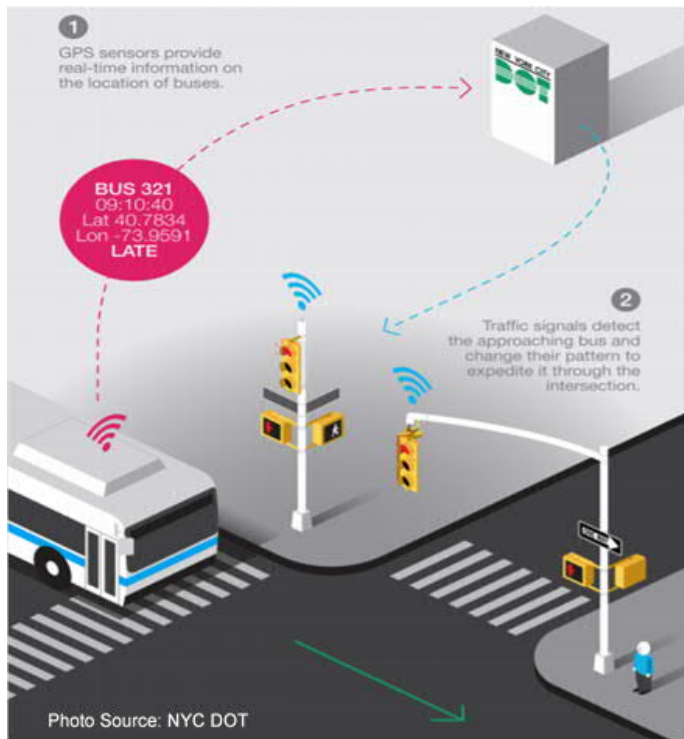 1
GPS sensors provide
real-time information on
the location of buses.
NEW YORK CITY
DOT
BUS 321
09:10:40
Lat 40.7834
Lon -73.9591
LATE
2
Traffic signals detect
the approaching bus and
change their pattern to
expedite it through the
intersection.
ONE WAY
Photo Source: NYC DOT